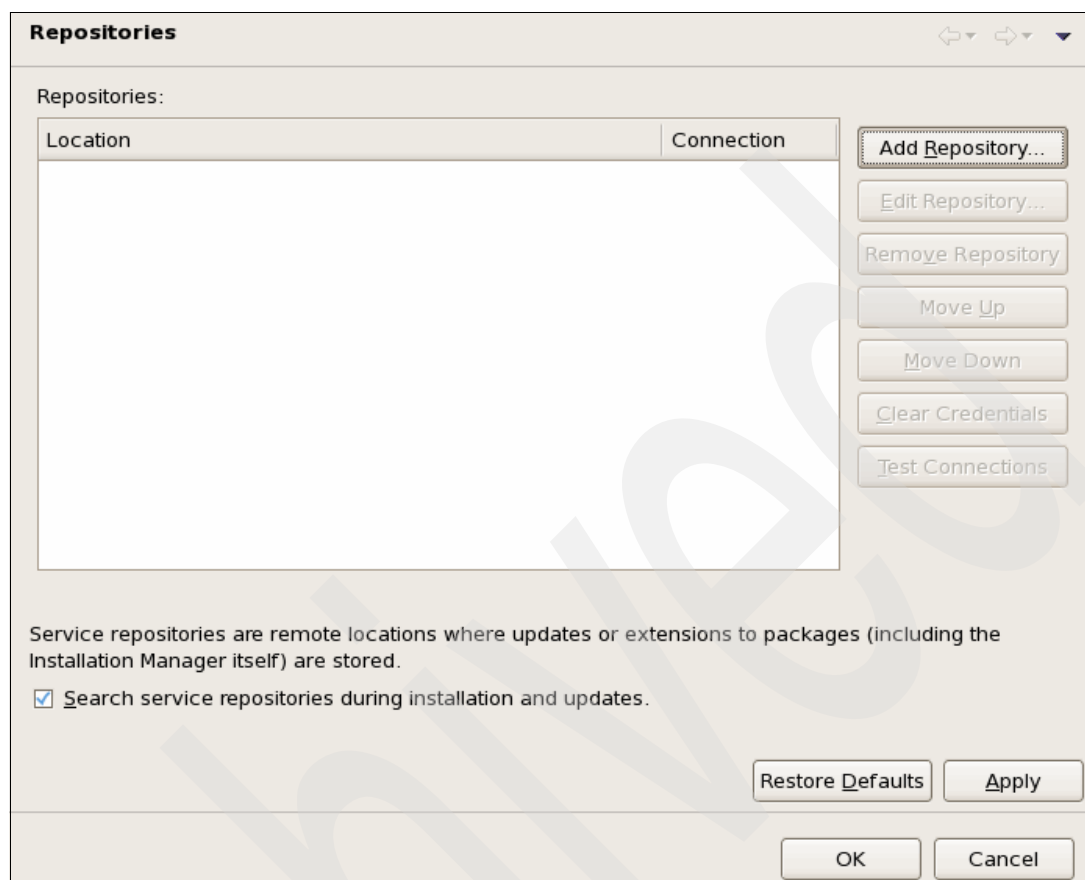 Repositories
Repositories:
Location Connection
Add Repository...
Edit Repository...
Remove Repository
Move Up
Move Down
Clear Credentials
Test Connections
Service repositories are remote locations where updates or extensions to packages (including the
Installation Manager itself) are stored.
Search service repositories during installation and updates.
Restore Defaults Apply
OK Cancel